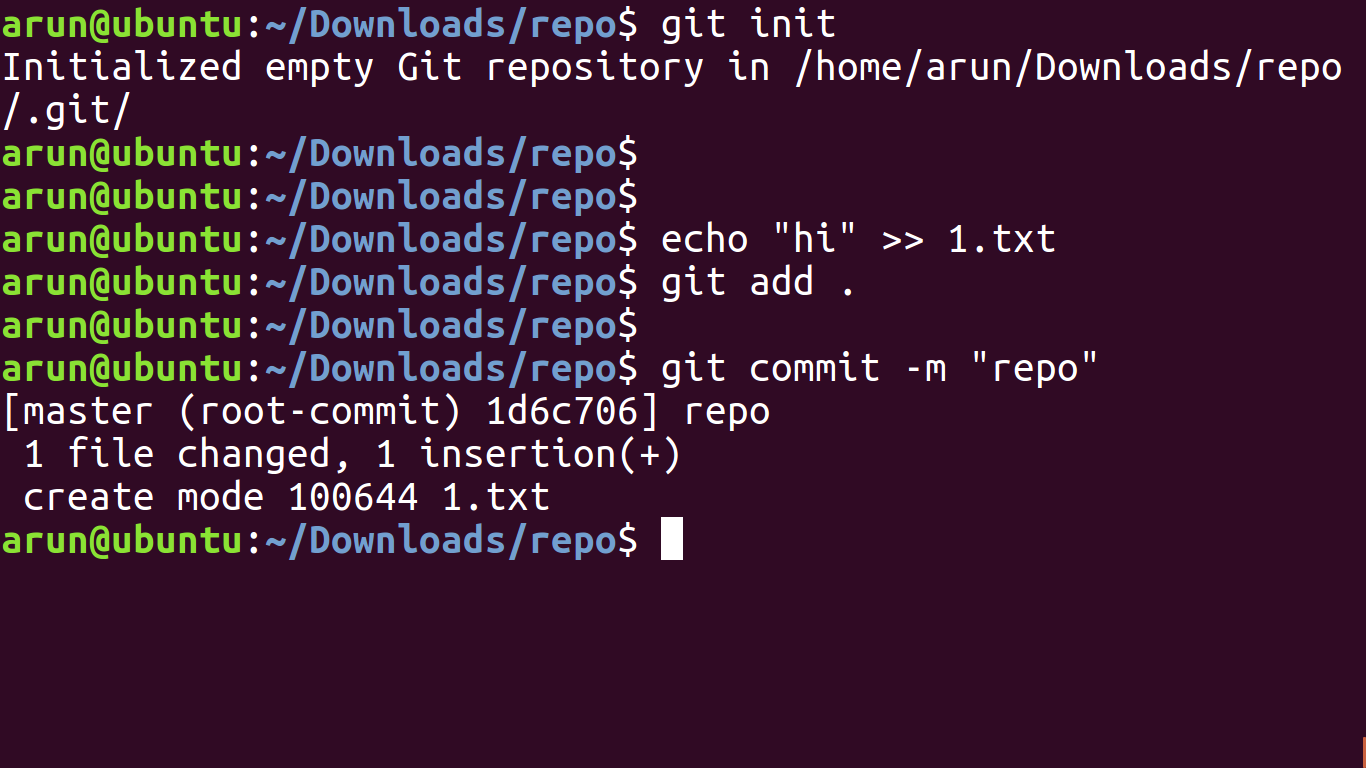 arun@ubuntu:~/Downloads/repo$ git init
Initialized empty Git repository in /home/arun/Downloads/repo
/.git/
arun@ubuntu:~/Downloads/repo$
arun@ubuntu:~/Downloads/repo$
arun@ubuntu:~/Downloads/repo$ echo "hi" >> 1.txt
arun@ubuntu:~/Downloads/repo$ git add .
arun@ubuntu:~/Downloads/repo$
arun@ubuntu:~/Downloads/repo$ git commit -m "repo"
[master (root-commit) 1d6c706] repo
 1 file changed, 1 insertion(+)
 create mode 100644 1.txt
arun@ubuntu:~/Downloads/repo$